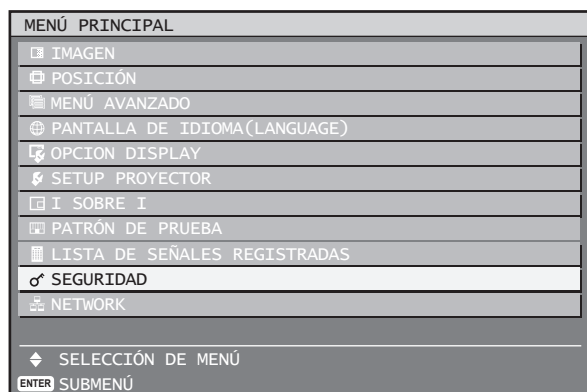 MENÚ PRINCIPAL
IMAGEN
POSICIÓN
MENÚ AVANZADO
PANTALLA DE IDIOMA(LANGUAGE)
OPCION DISPLAY
SETUP PROYECTOR
I SOBRE I
PATRÓN DE PRUEBA
LISTA DE SEÑALES REGISTRADAS
SEGURIDAD
NETWORK
SELECCIÓN DE MENÚ
ENTER SUBMENÚ